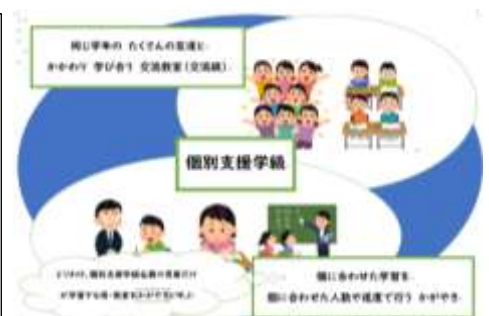 同じ学年の たくさんの友達と
かかわり 学び合う 交流教室(交流級)
個別支援学級
個に合わせた学習を
個に合わせた人数や速度で行う かがやき